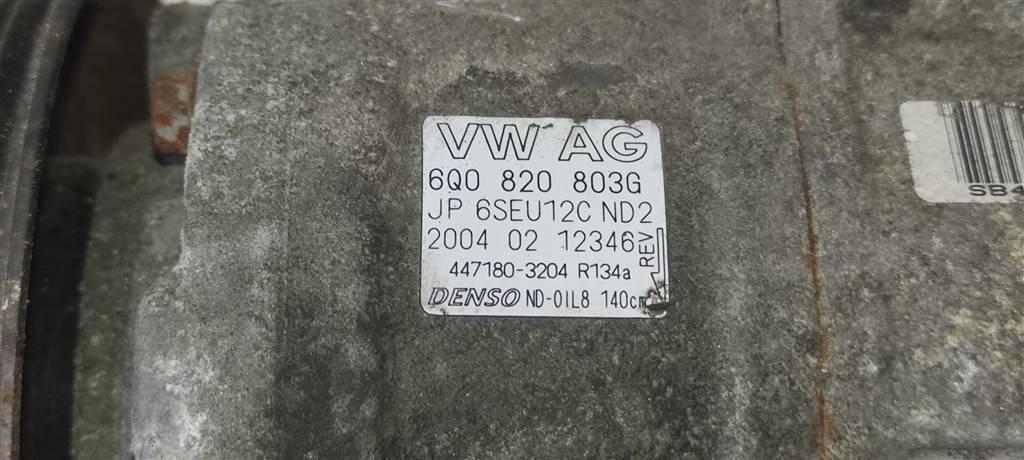 VW AG
6Q0 820 803G
JP 6SEU12C ND2
2004 02 12346
REV
447180-3204 R134a
DENSO ND-OIL8 140cm
SB4